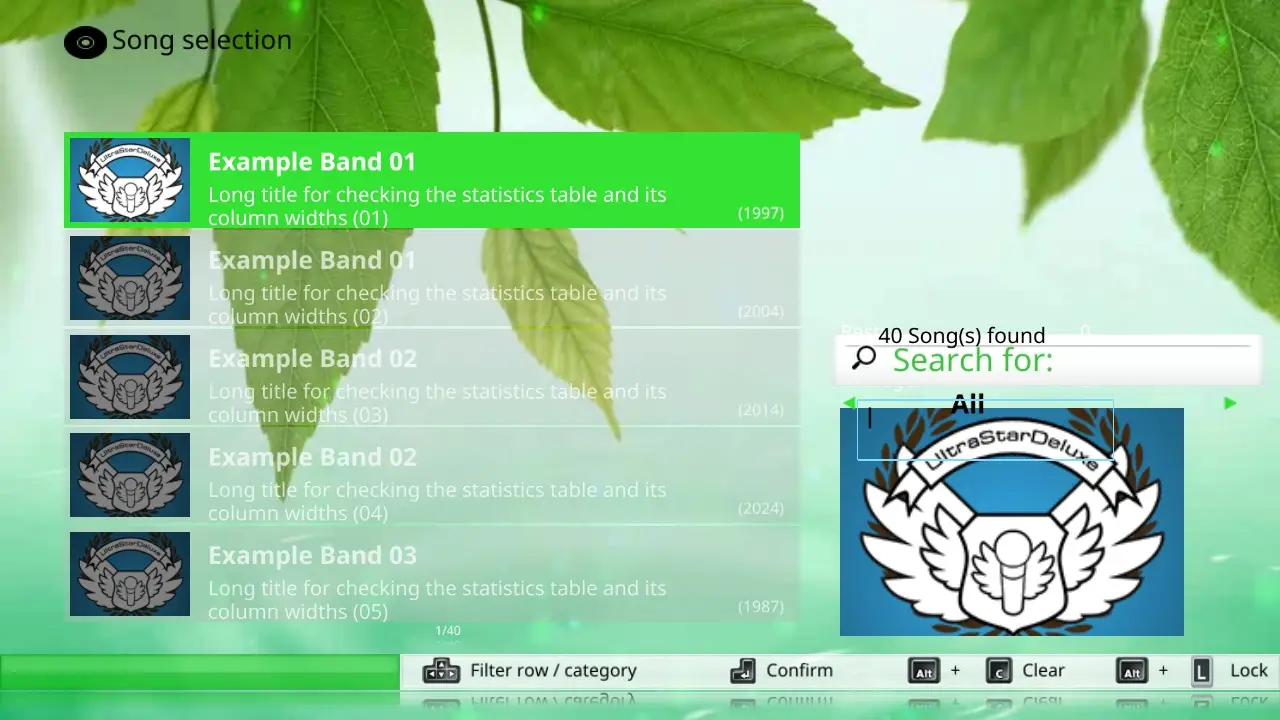 Song selection
Example Band 01
Long title for checking the statistics table and its
column widths (01)
(1997)
Example Band 01
Long title for checking the statistics table and its
column widths (02)
(2004)
Example Band 02
Long title for checking the statistics table and its
column widths (03)
(2014)
Example Band 02
Long title for checking the statistics table and its
column widths (04)
(2024)
Example Band 03
Long title for checking the statistics table and its
column widths (05)
(1987)
1/40
40 Song(s) found
Search for:
All
UltraStarDeluxe
Filter row / category
Confirm
Alt + C Clear
Alt + L Lock